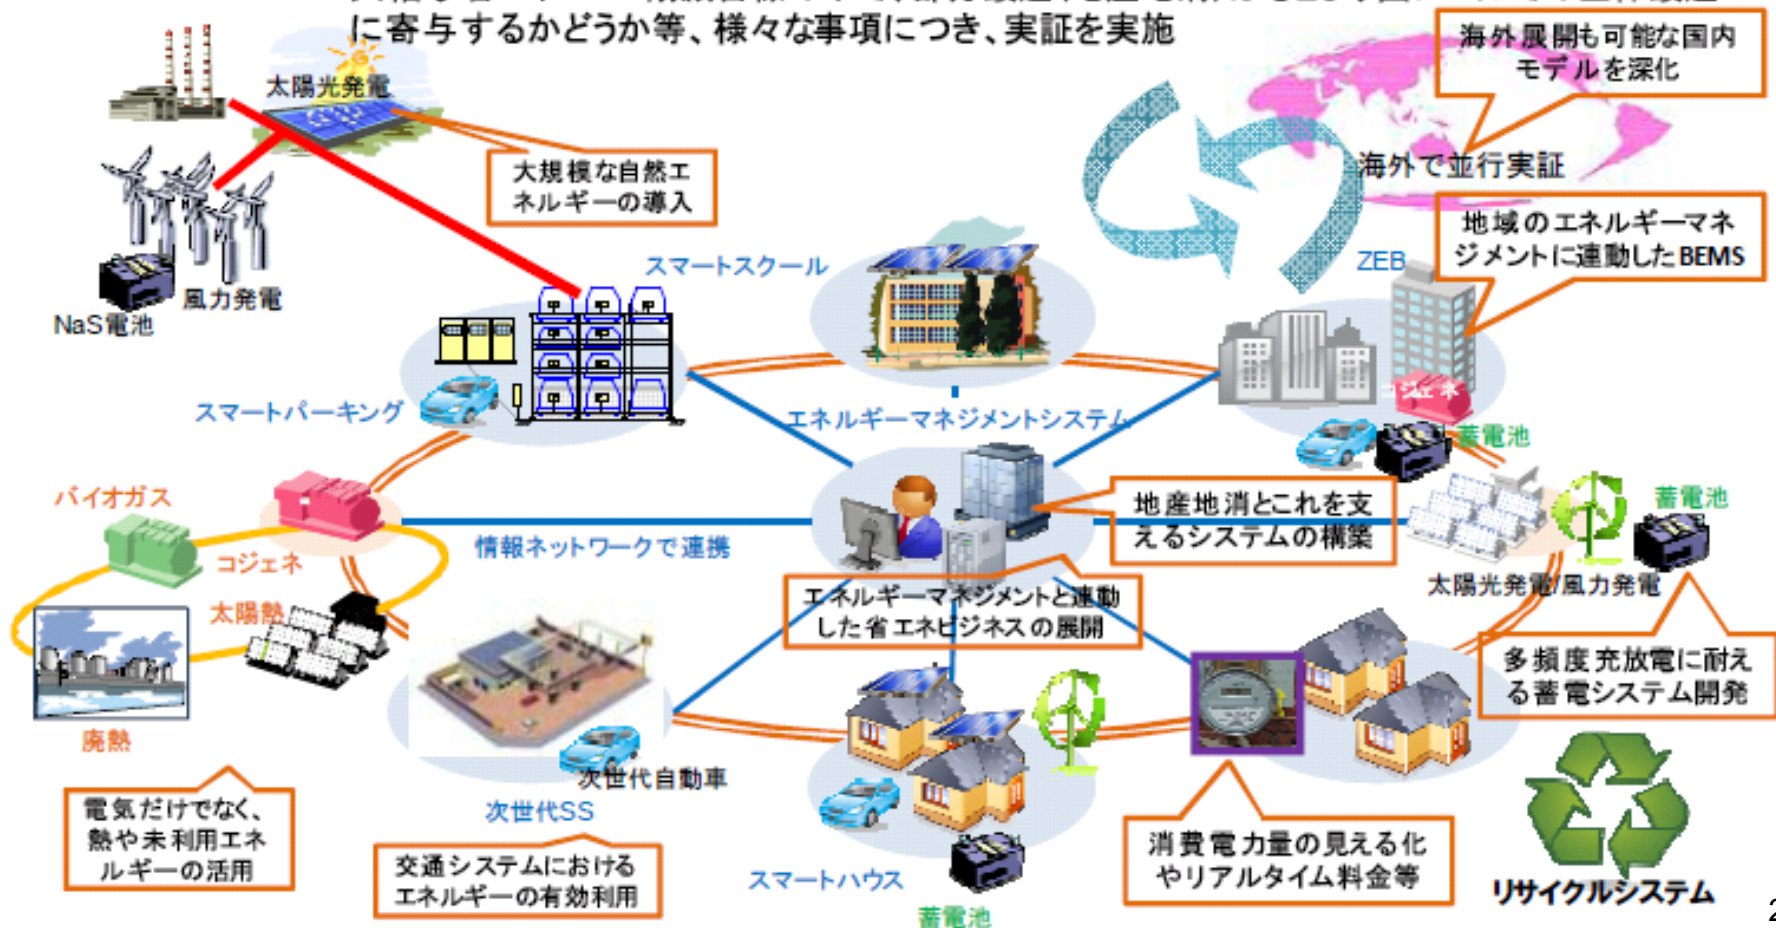 に寄与するかどうか等、様々な事項につき、実証を実施
海外展開も可能な国内
モデルを深化
太陽光発電
大規模な自然エ
ネルギーの導入
海外で並行実証
地域のエネルギーマネ
ジメントに連動したBEMS
ZEB
スマートスクール
風力発電
NaS電池
スマートパーキング
エネルギーマネジメントシステム
コジェネ
蓄電池
バイオガス
コジェネ
情報ネットワークで連携
地産地消とこれを支
えるシステムの構築
蓄電池
太陽光発電/風力発電
太陽熱
エネルギーマネジメントと連動
した省エネビジネスの展開
多頻度充放電に耐え
る蓄電システム開発
廃熱
次世代自動車
次世代SS
電気だけでなく、
熱や未利用エネ
ルギーの活用
交通システムにおける
エネルギーの有効利用
スマートハウス
蓄電池
消費電力量の見える化
やリアルタイム料金等
リサイクルシステム
2